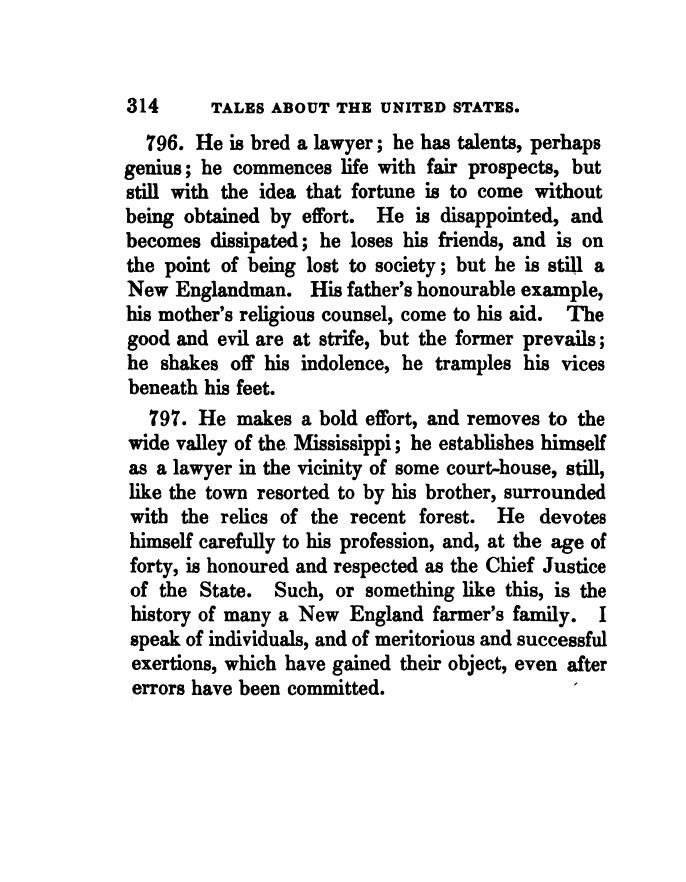 314 TALES ABOUT THE UNITED STATES.
796. He is bred a lawyer; he has talents, perhaps
genius; he commences life with fair prospects, but
still with the idea that fortune is to come without
being obtained by effort. He is disappointed, and
becomes dissipated; he loses his friends, and is on
the point of being lost to society; but he is still a
New Englandman. His father's honourable example,
his mother's religious counsel, come to his aid. The
good and evil are at strife, but the former prevails;
he shakes off his indolence, he tramples his vices
beneath his feet.
797. He makes a bold effort, and removes to the
wide valley of the Mississippi; he establishes himself
as a lawyer in the vicinity of some court-house, still,
like the town resorted to by his brother, surrounded
with the relics of the recent forest. He devotes
himself carefully to his profession, and, at the age of
forty, is honoured and respected as the Chief Justice
of the State. Such, or something like this, is the
history of many a New England farmer's family. I
speak of individuals, and of meritorious and successful
exertions, which have gained their object, even after
errors have been committed.